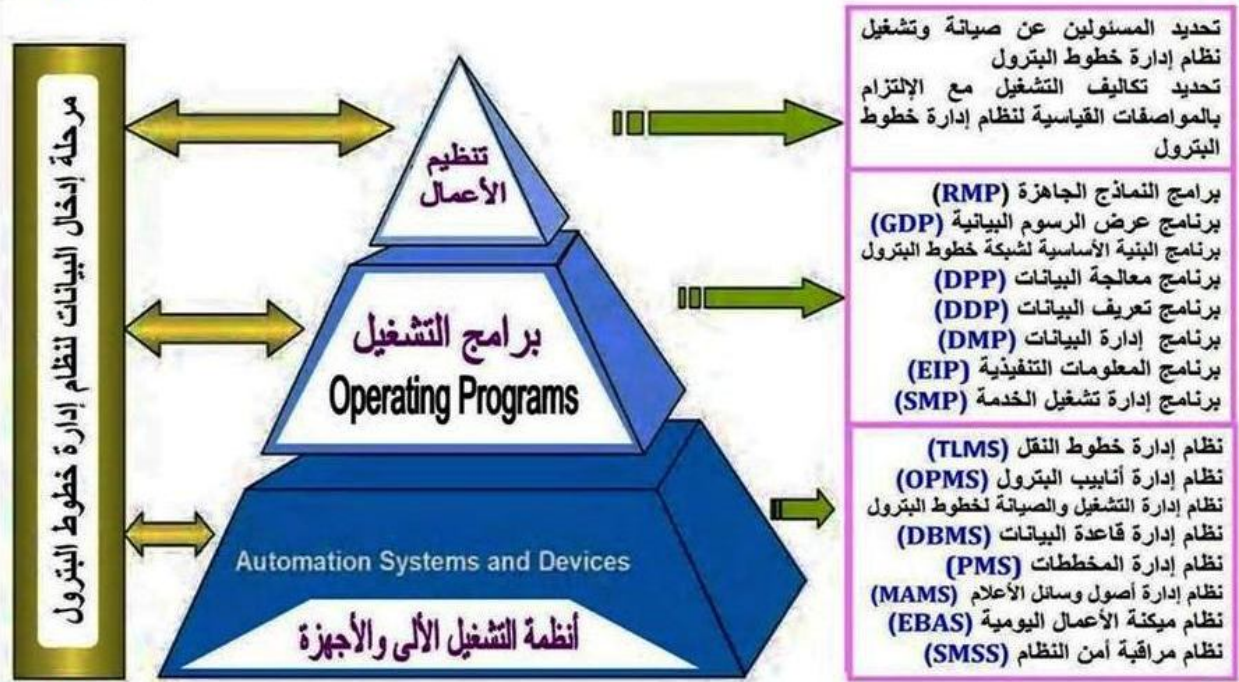 تحديد المسئولين عن صيانة وتشغيل
نظام إدارة خطوط البترول
تحديد تكاليف التشغيل مع الإلتزام
بالمواصفات القياسية لنظام إدارة خطوط
البترول
برامج النماذج الجاهزة (RMP)
برنامج عرض الرسوم البيانية (GDP)
برنامج البنية الأساسية لشبكة خطوط البترول
برنامج معالجة البيانات (DPP)
برنامج تعريف البيانات (DDP)
برنامج إدارة البيانات (DMP)
برنامج المعلومات التنفيذية (EIP)
برنامج إدارة تشغيل الخدمة (SMP)
نظام إدارة خطوط النقل (TLMS)
نظام إدارة أنابيب البترول (OPMS)
نظام إدارة التشغيل والصيانة لخطوط البترول
نظام إدارة قاعدة البيانات (DBMS)
نظام إدارة المخططات (PMS)
نظام إدارة أصول وسائل الأعلام (MAMS)
نظام ميكنة الأعمال اليومية (EBAS)
نظام مراقبة أمن النظام (SMSS)
تنظيم
الأعمال
برامج التشغيل
Operating Programs
Automation Systems and Devices
أنظمة التشغيل الألى والأجهزة
مرحلة إدخال البيانات لنظام إدارة خطوط البترول